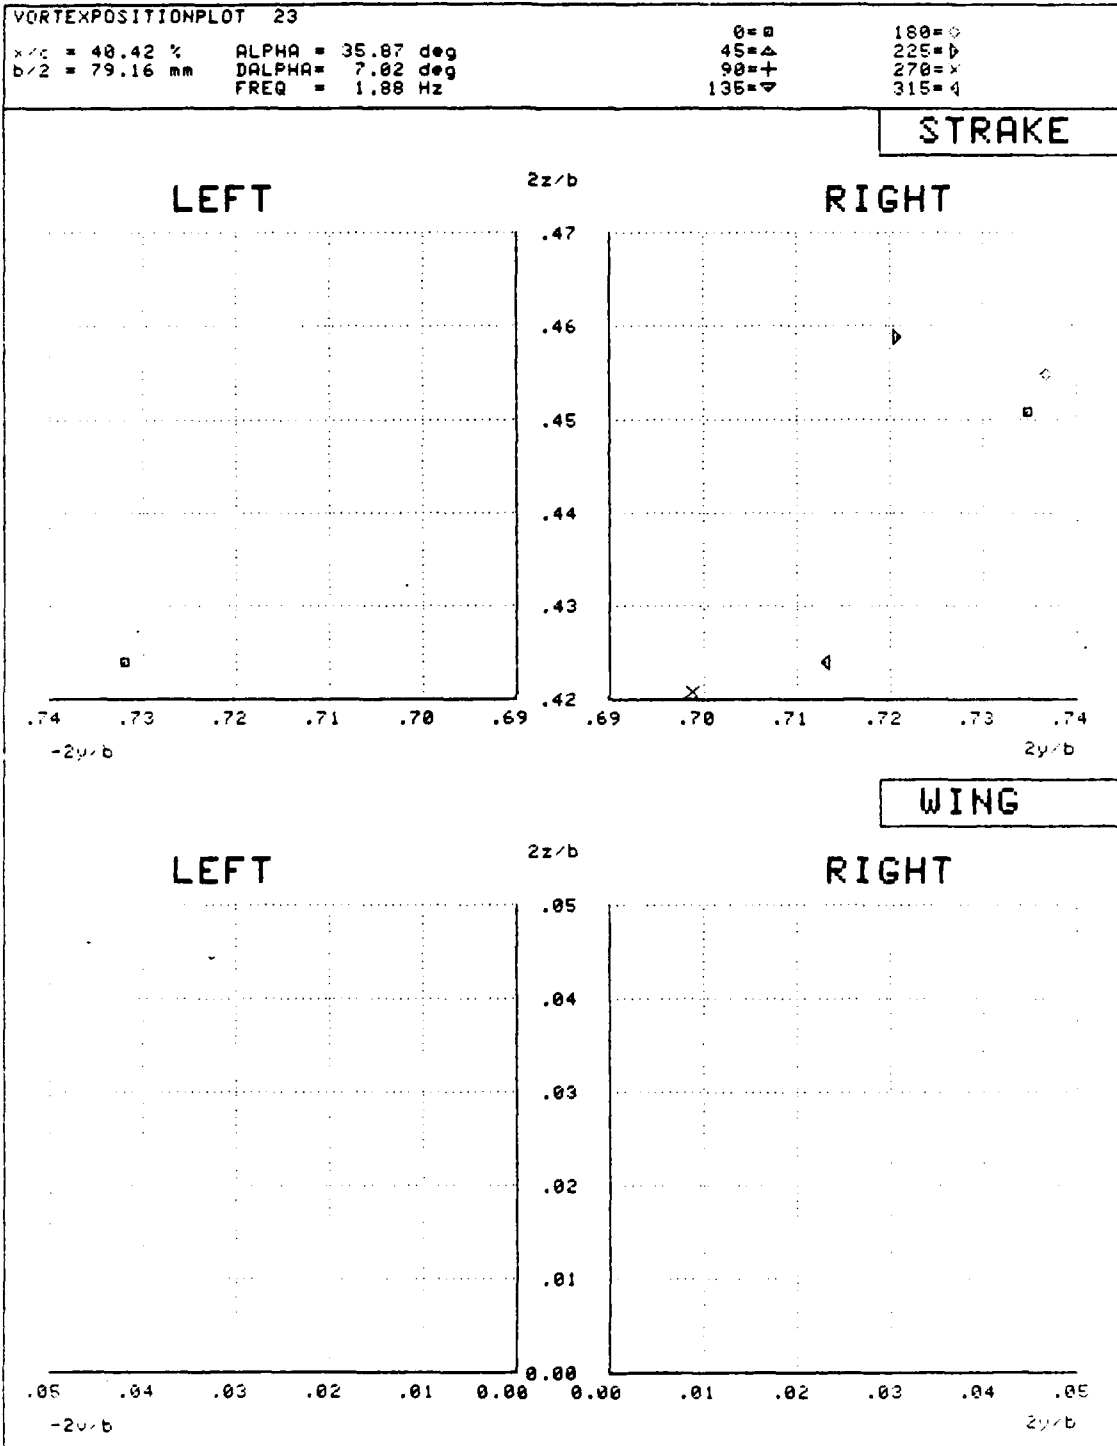 VORTEXPOSITIONPLOT 23
x/c = 40.42 % ALPHA = 35.87 deg
b/2 = 79.16 mm DALPHA= 7.02 deg
FREQ = 1.88 Hz
0= 180=
45= 225=
90= 270=
135= 315=
STRAKE
LEFT 2z/b RIGHT
.47
.46
.45
.44
.43
.42
.74 .73 .72 .71 .70 .69 .69 .70 .71 .72 .73 .74
-2y/b 2y/b
WING
LEFT 2z/b RIGHT
.05
.04
.03
.02
.01
0.00
.05 .04 .03 .02 .01 0.00 0.00 .01 .02 .03 .04 .05
-2y/b 2y/b